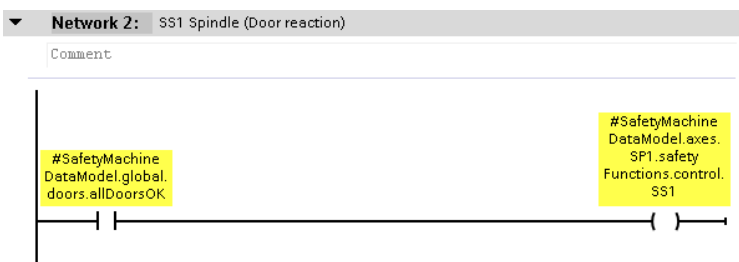 Network 2: SS1 Spindle (Door reaction)
Comment
#SafetyMachine
DataModel.global.
doors.allDoorsOK
#SafetyMachine
DataModel.axes.
SP1.safety
Functions.control.
SS1